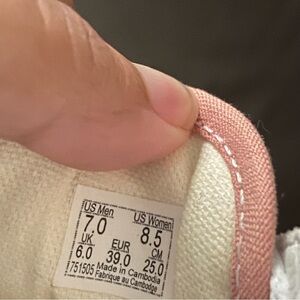 US Men US Women
7.0 8.5
UK EUR CM
6.0 39.0 25.0
751505 Made in Cambodia
Fabrique au Cambodge